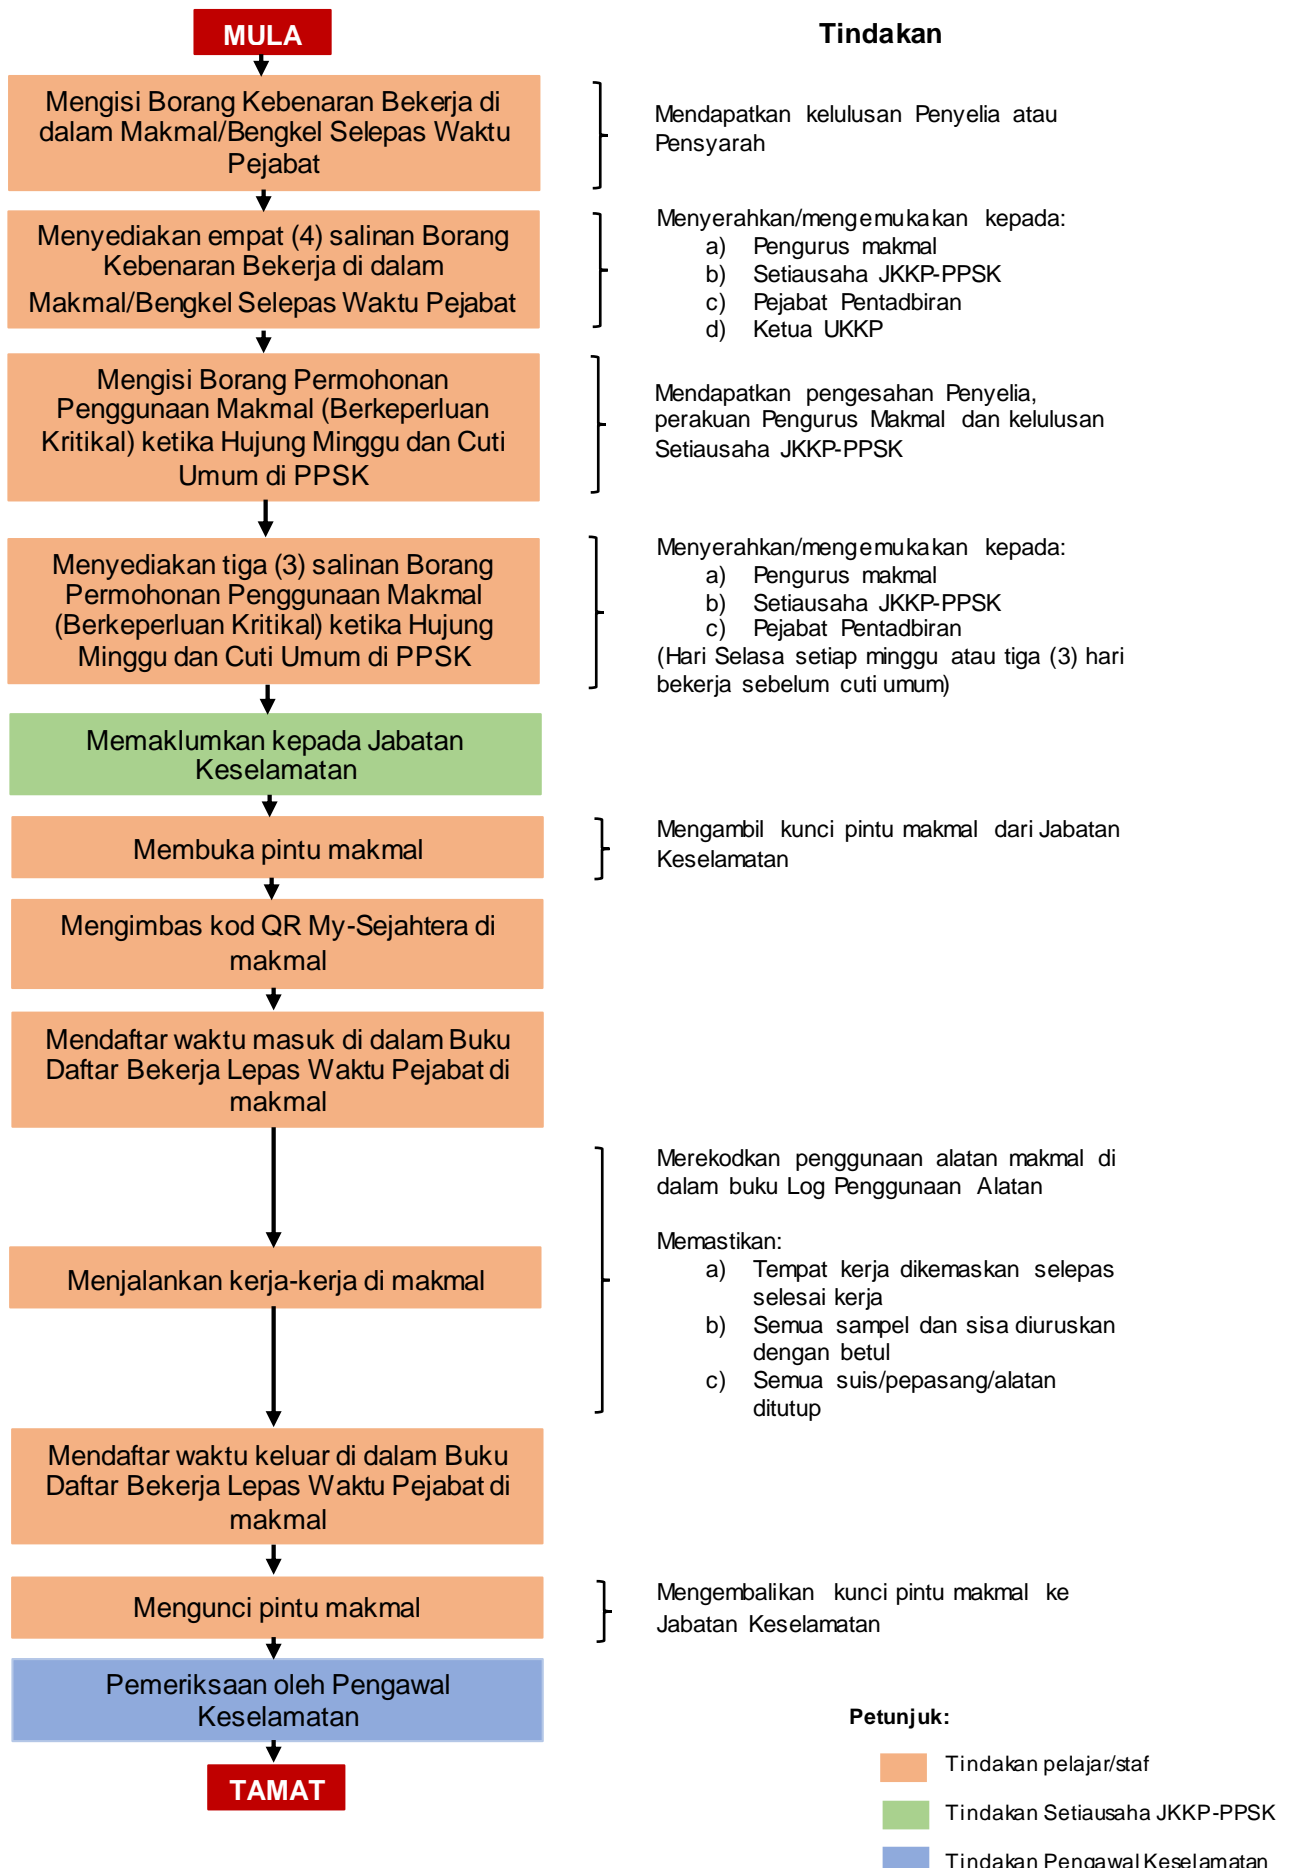 MULA
Tindakan
Mengisi Borang Kebenaran Bekerja di
dalam Makmal/Bengkel Selepas Waktu
Pejabat
Mendapatkan kelulusan Penyelia atau
Pensyarah
Menyediakan empat (4) salinan Borang
Kebenaran Bekerja di dalam
Makmal/Bengkel Selepas Waktu Pejabat
Menyerahkan/mengemukakan kepada:
a) Pengurus makmal
b) Setiausaha JKKP-PPSK
c) Pejabat Pentadbiran
d) Ketua UKKP
Mengisi Borang Permohonan
Penggunaan Makmal (Berkeperluan
Kritikal) ketika Hujung Minggu dan Cuti
Umum di PPSK
Mendapatkan pengesahan Penyelia,
perakuan Pengurus Makmal dan kelulusan
Setiausaha JKKP-PPSK
Menyediakan tiga (3) salinan Borang
Permohonan Penggunaan Makmal
(Berkeperluan Kritikal) ketika Hujung
Minggu dan Cuti Umum di PPSK
Menyerahkan/mengemukakan kepada:
a) Pengurus makmal
b) Setiausaha JKKP-PPSK
c) Pejabat Pentadbiran
(Hari Selasa setiap minggu atau tiga (3) hari
bekerja sebelum cuti umum)
Memaklumkan kepada Jabatan
Keselamatan
Membuka pintu makmal
Mengambil kunci pintu makmal dari Jabatan
Keselamatan
Mengimbas kod QR My-Sejahtera di
makmal
Mendaftar waktu masuk di dalam Buku
Daftar Bekerja Lepas Waktu Pejabat di
makmal
Menjalankan kerja-kerja di makmal
Merekodkan penggunaan alatan makmal di
dalam buku Log Penggunaan Alatan
Memastikan:
a) Tempat kerja dikemaskan selepas
selesai kerja
b) Semua sampel dan sisa diuruskan
dengan betul
c) Semua suis/pepasang/alatan
ditutup
Mendaftar waktu keluar di dalam Buku
Daftar Bekerja Lepas Waktu Pejabat di
makmal
Mengunci pintu makmal
Mengembalikan kunci pintu makmal ke
Jabatan Keselamatan
Pemeriksaan oleh Pengawal
Keselamatan
TAMAT
Petunjuk:
Tindakan pelajar/staf
Tindakan Setiausaha JKKP-PPSK
Tindakan Pengawal Keselamatan